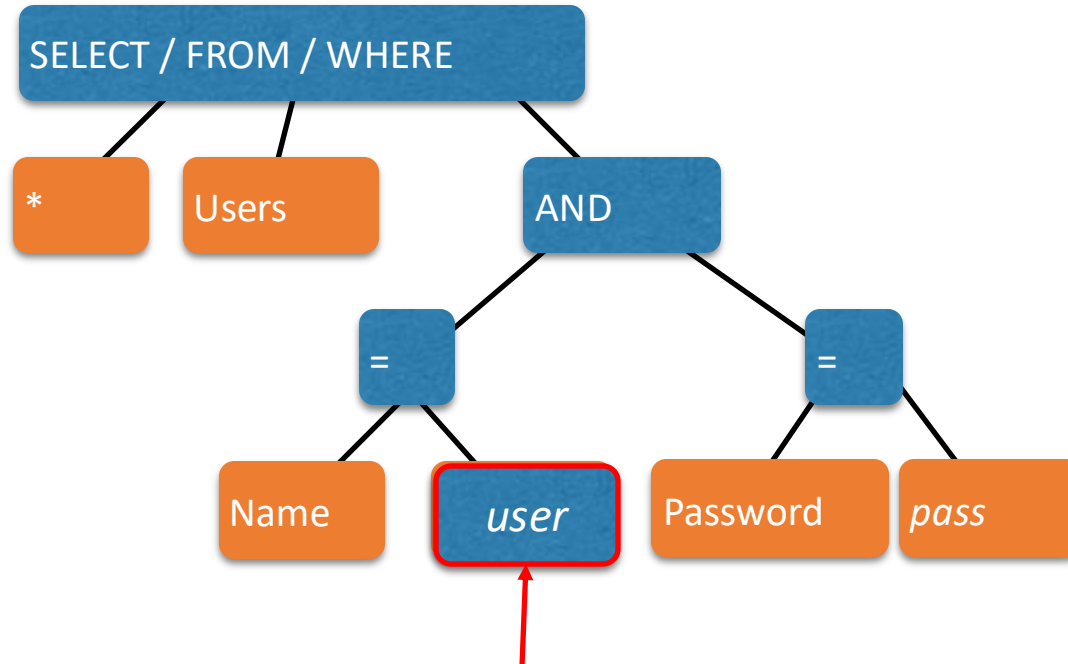 SELECT / FROM / WHERE
*
Users
AND
=
=
Name
user
Password
pass